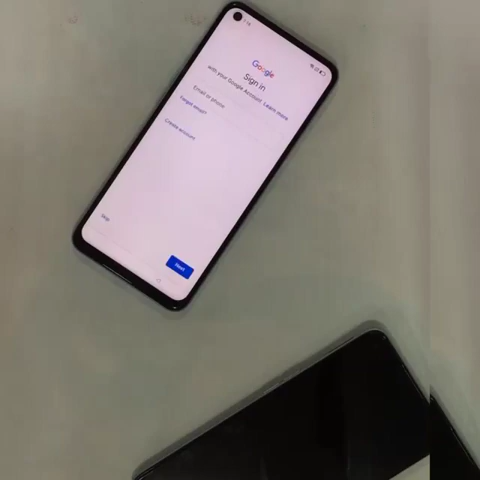 Google
Sign in
with your Google Account. Learn more
Email or phone
Forgot email?
Create account
Skip
Next